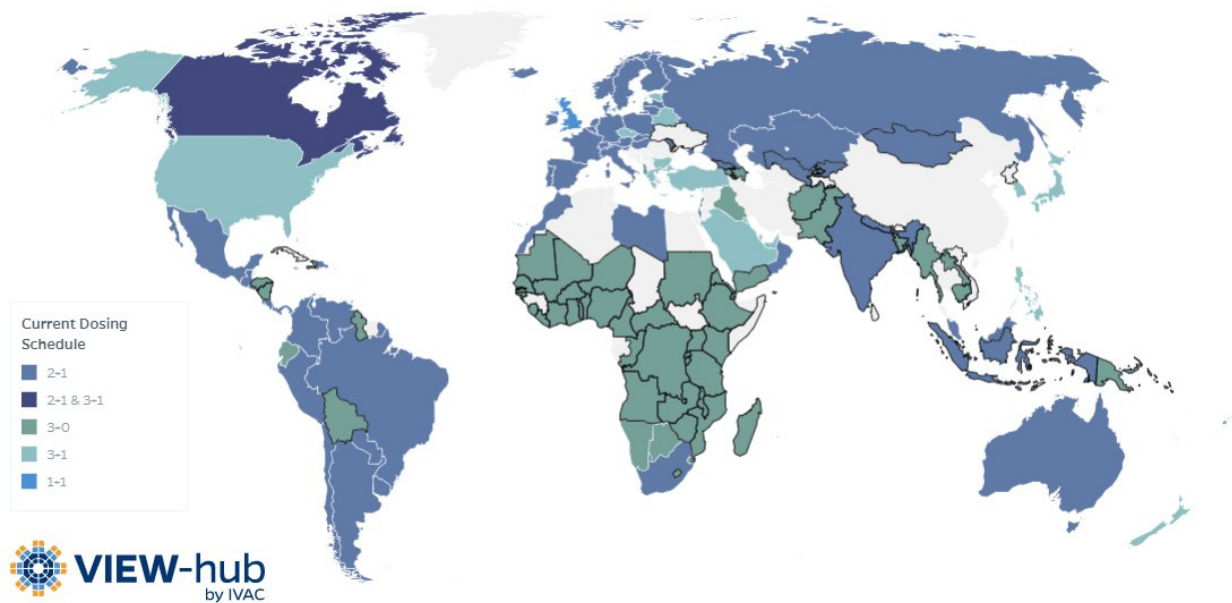 Current Dosing
Schedule
2+1
2+1 & 3+1
3+0
3+1
1+1
VIEW-hub
by IVAC